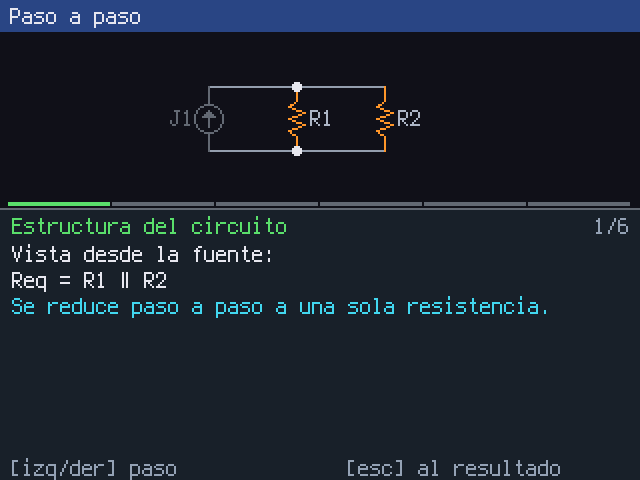 Paso a paso
J1 R1 R2
Estructura del circuito 1/6
Vista desde la fuente:
Req = R1 ∥ R2
Se reduce paso a paso a una sola resistencia.
[izq/der] paso [esc] al resultado